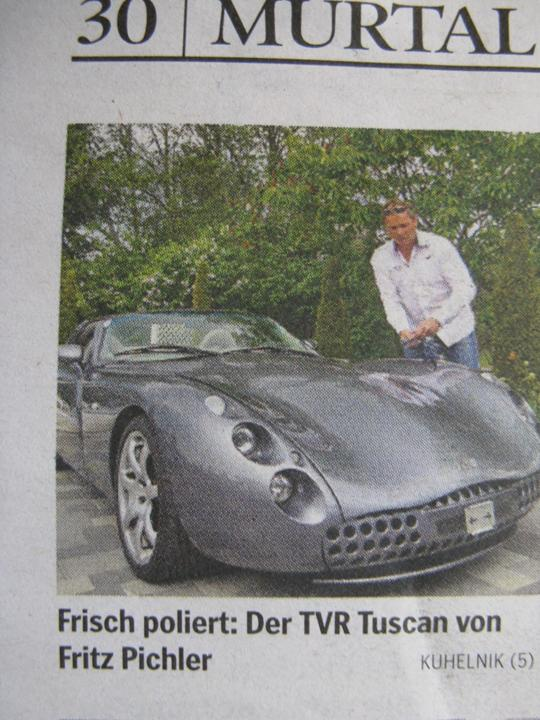 30 MURTAL
Frisch poliert: Der TVR Tuscan von
Fritz Pichler
KUHELNIK (5)